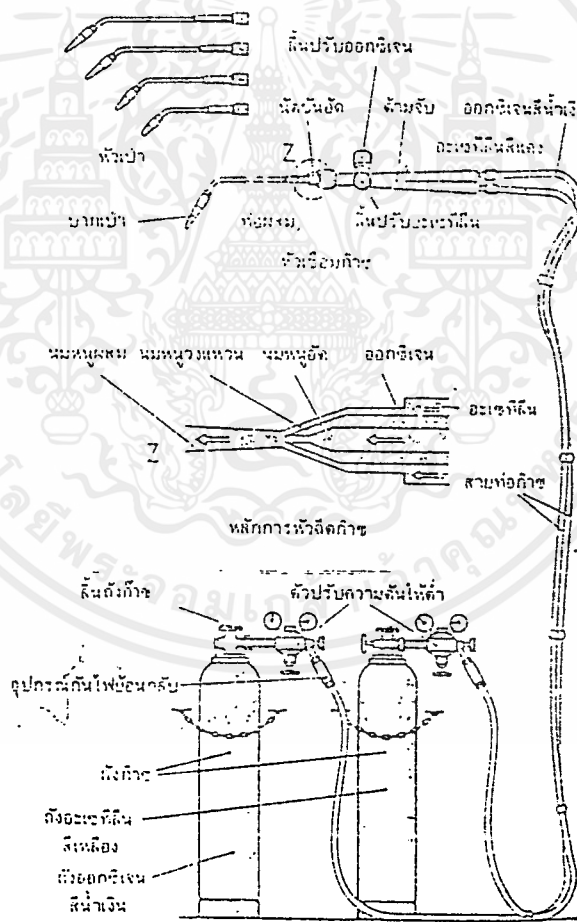 ลิ้นปรับออกซิเจน
นัตบันอัด
ด้ามจับ
ออกซิเจนสีน้ำเงิน
อะเซทิลีนสีแดง
หัวเป่า
Z
ปากเป่า
ท่อผสม
ลิ้นปรับอะเซทิลีน
หัวเชื่อมก๊าซ
นมหนูผสม
นมหนูวงแหวน
นมหนูอัด
ออกซิเจน
อะเซทิลีน
Z
สายท่อก๊าซ
หลักการหัวฉีดก๊าซ
ลิ้นถังก๊าซ
ตัวปรับความดันให้ต่ำ
อุปกรณ์กันไฟย้อนกลับ
ถังก๊าซ
ถังอะเซทิลีน
สีเหลือง
ถังออกซิเจน
สีน้ำเงิน